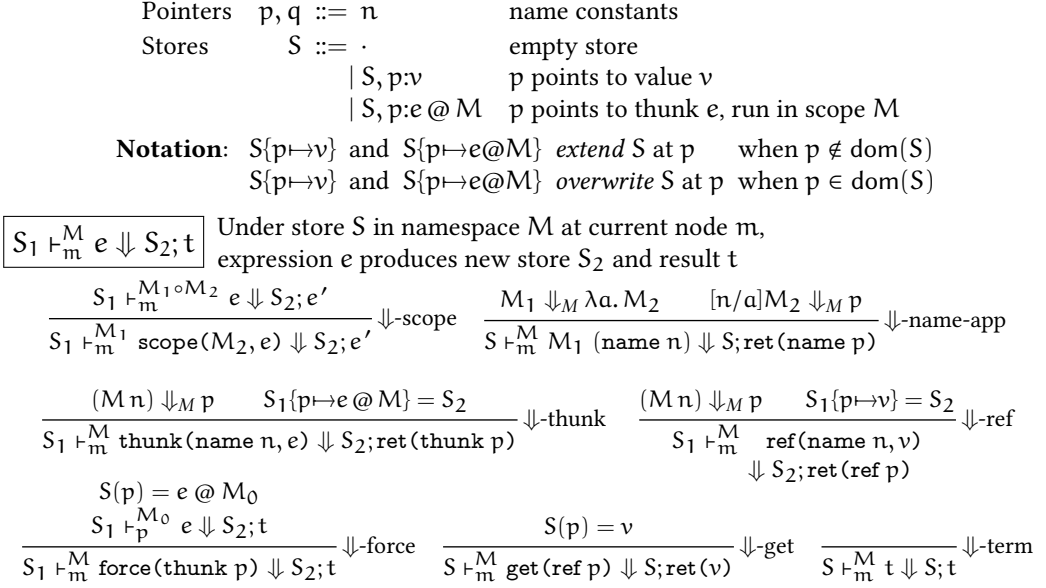 Pointers p, q ::= n name constants
Stores S ::= · empty store
| S, p:v p points to value v
| S, p:e @ M p points to thunk e, run in scope M
Notation: S{p↦v} and S{p↦e@M} extend S at p when p ∉ dom(S)
S{p↦v} and S{p↦e@M} overwrite S at p when p ∈ dom(S)
S₁ ⊢ᴹₘ e ⇓ S₂; t Under store S in namespace M at current node m,
expression e produces new store S₂ and result t
S₁ ⊢ₘ^{M₁∘M₂} e ⇓ S₂; e′
S₁ ⊢ₘ^{M₁} scope(M₂, e) ⇓ S₂; e′ ⇓-scope
M₁ ⇓_M λa. M₂ [n/a]M₂ ⇓_M p
S ⊢ᴹₘ M₁ (name n) ⇓ S; ret(name p) ⇓-name-app
(M n) ⇓_M p S₁{p↦e @ M} = S₂
S₁ ⊢ᴹₘ thunk(name n, e) ⇓ S₂; ret(thunk p) ⇓-thunk
(M n) ⇓_M p S₁{p↦v} = S₂
S₁ ⊢ᴹₘ ref(name n, v) ⇓-ref
⇓ S₂; ret(ref p)
S(p) = e @ M₀
S₁ ⊢ₚ^{M₀} e ⇓ S₂; t
S₁ ⊢ᴹₘ force(thunk p) ⇓ S₂; t ⇓-force
S(p) = v
S ⊢ᴹₘ get(ref p) ⇓ S; ret(v) ⇓-get
S ⊢ᴹₘ t ⇓ S; t ⇓-term